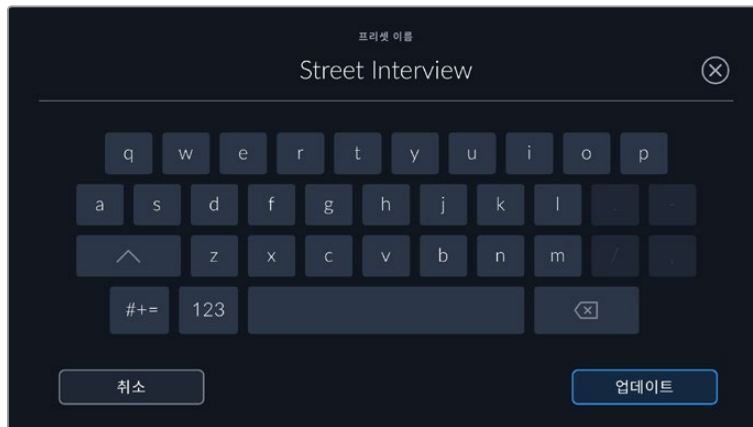 프리셋 이름
Street Interview
q w e r t y u i o p
a s d f g h j k l . -
z x c v b n m / ,
#+= 123
취소 업데이트